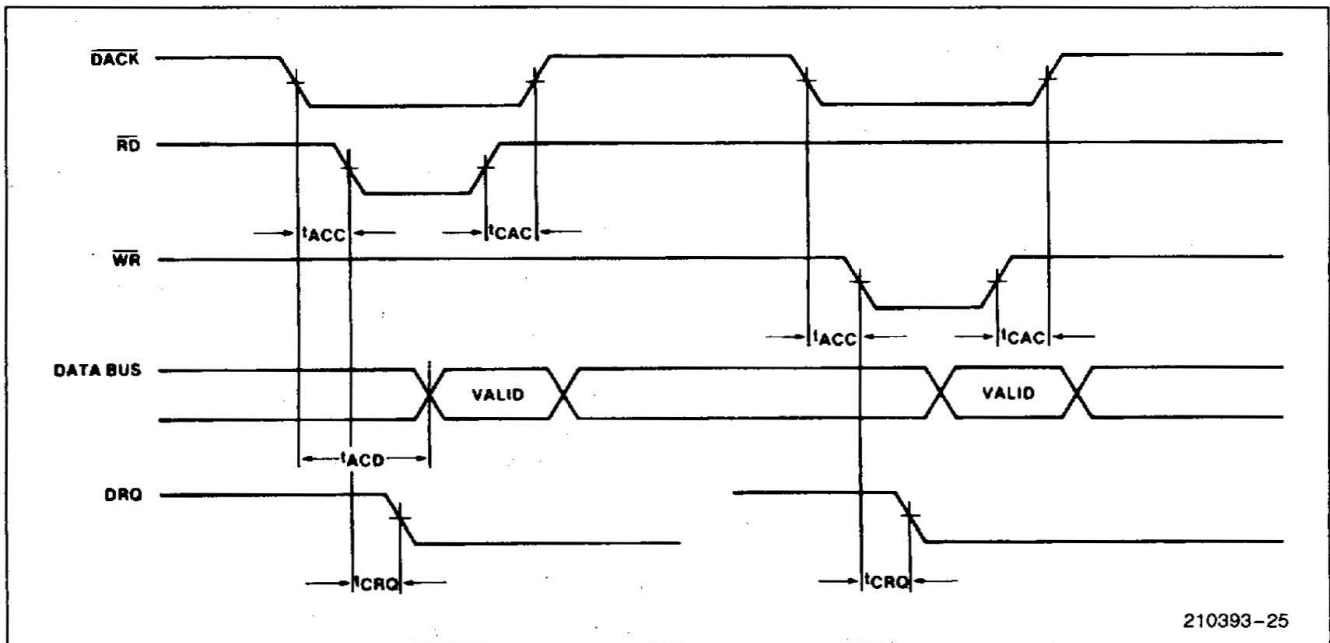 DACK
RD
tACC
tCAC
WR
tACC
tCAC
DATA BUS
VALID
VALID
tACD
DRQ
tCRQ
tCRQ
210393-25